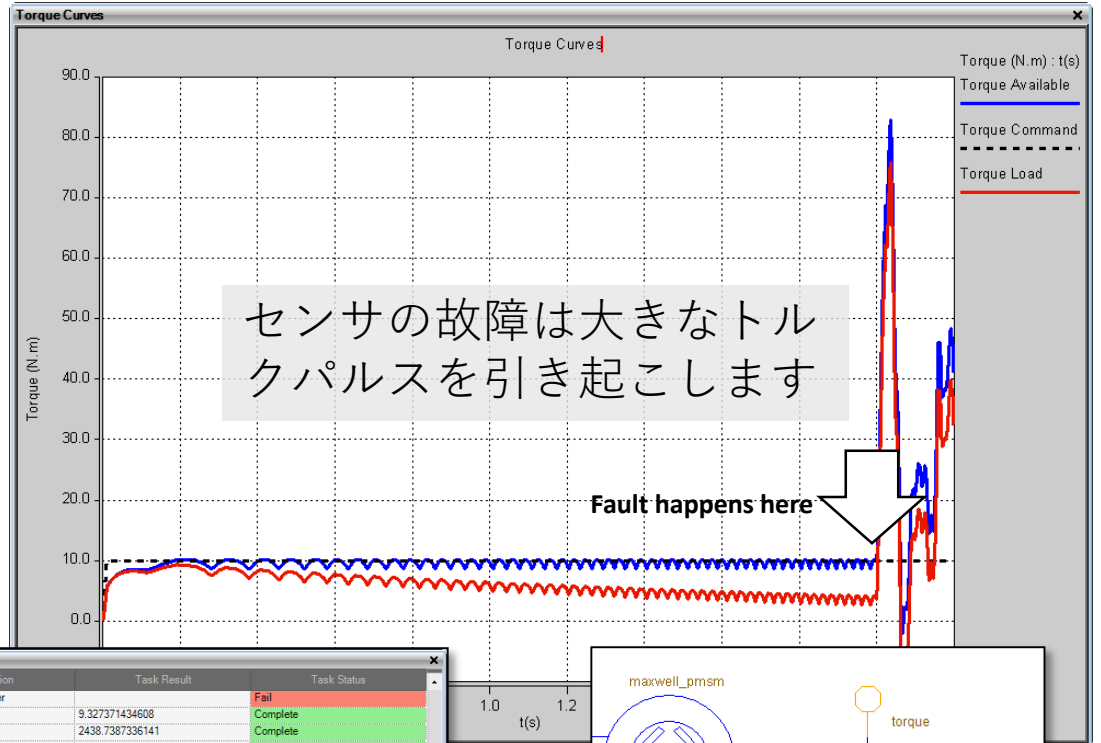 Torque Curves
Torque Curves
Torque (N.m) : t(s)
Torque Available
Torque Command
Torque Load
90.0
80.0
70.0
60.0
50.0
40.0
30.0
20.0
10.0
0.0
Torque (N.m)
センサの故障は大きなトル
クパルスを引き起こします
Fault happens here
Task Result
Task Status
Fail
9.327371434608
Complete
2438.7387336141
Complete
1.0
1.2
t(s)
maxwell_pmsm
torque